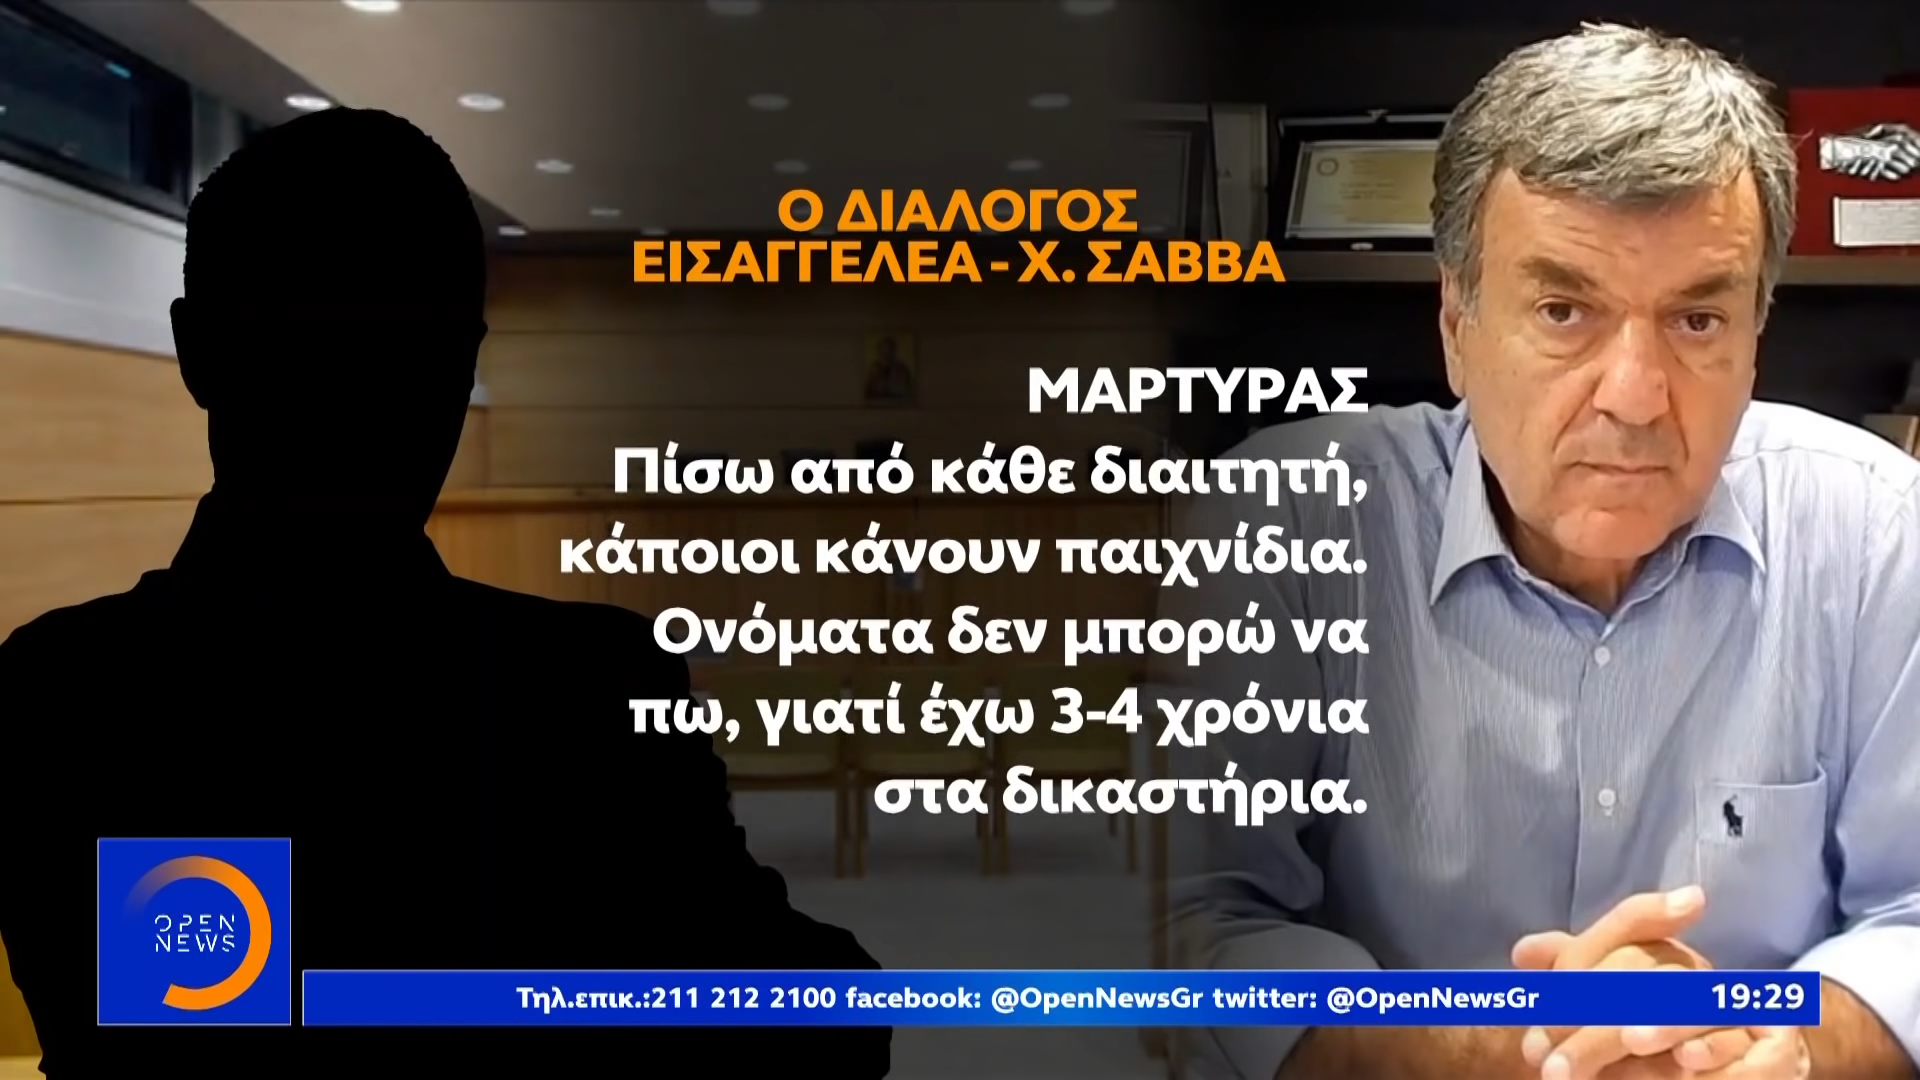 Ο ΔΙΑΛΟΓΟΣ
ΕΙΣΑΓΓΕΛΕΑ - Χ. ΣΑΒΒΑ
ΜΑΡΤΥΡΑΣ
Πίσω από κάθε διαιτητή,
κάποιοι κάνουν παιχνίδια.
Ονόματα δεν μπορώ να
πω, γιατί έχω 3-4 χρόνια
στα δικαστήρια.
OPEN
NEWS
Τηλ.επικ.:211 212 2100 facebook: @OpenNewsGr twitter: @OpenNewsGr
19:29